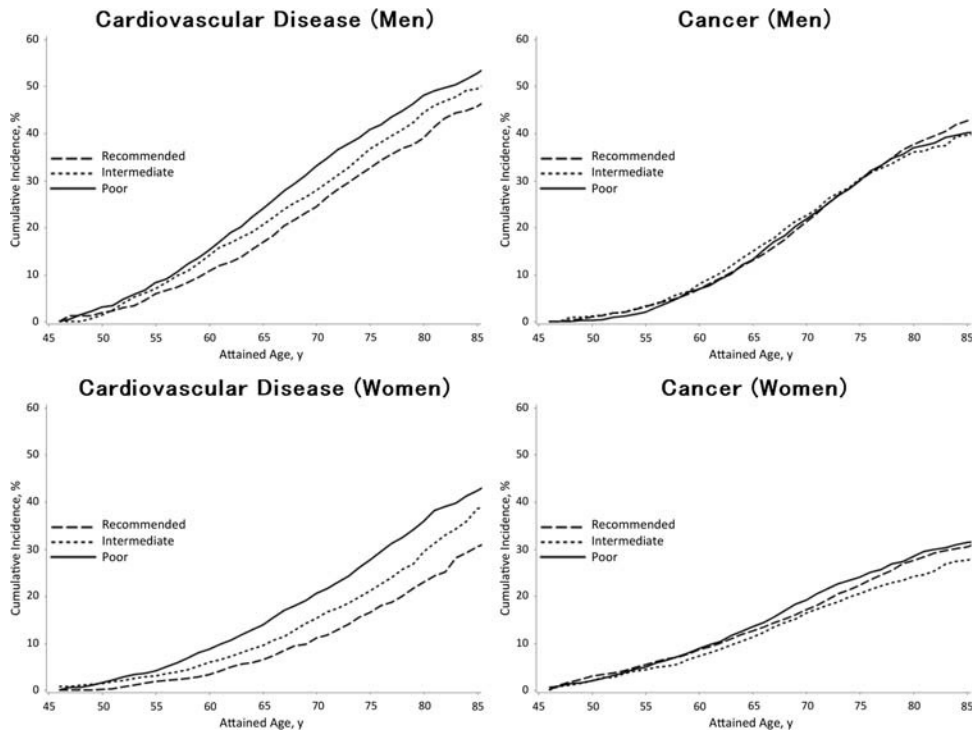 Cardiovascular Disease (Men)
60
50
40
30
20
10
0
Cumulative Incidence, %
Recommended
Intermediate
Poor
45 50 55 60 65 70 75 80 85
Attained Age, y
Cancer (Men)
60
50
40
30
20
10
0
Cumulative Incidence, %
Recommended
Intermediate
Poor
45 50 55 60 65 70 75 80 85
Attained Age, y
Cardiovascular Disease (Women)
60
50
40
30
20
10
0
Cumulative Incidence, %
Recommended
Intermediate
Poor
45 50 55 60 65 70 75 80 85
Attained Age, y
Cancer (Women)
60
50
40
30
20
10
0
Cumulative Incidence, %
Recommended
Intermediate
Poor
45 50 55 60 65 70 75 80 85
Attained Age, y